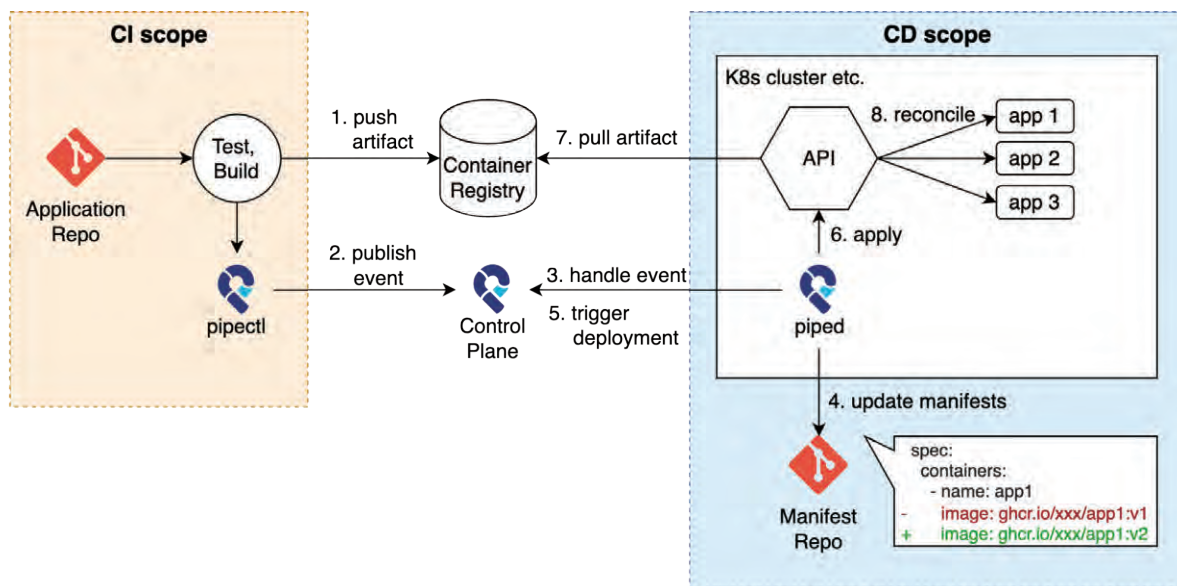 CI scope
Application
Repo
Test,
Build
pipectl
1. push
artifact
Container
Registry
2. publish
event
Control
Plane
7. pull artifact
3. handle event
5. trigger
deployment
CD scope
K8s cluster etc.
API
8. reconcile
app 1
app 2
app 3
6. apply
piped
4. update manifests
Manifest
Repo
spec:
containers:
- name: app1
- image: ghcr.io/xxx/app1:v1
+ image: ghcr.io/xxx/app1:v2